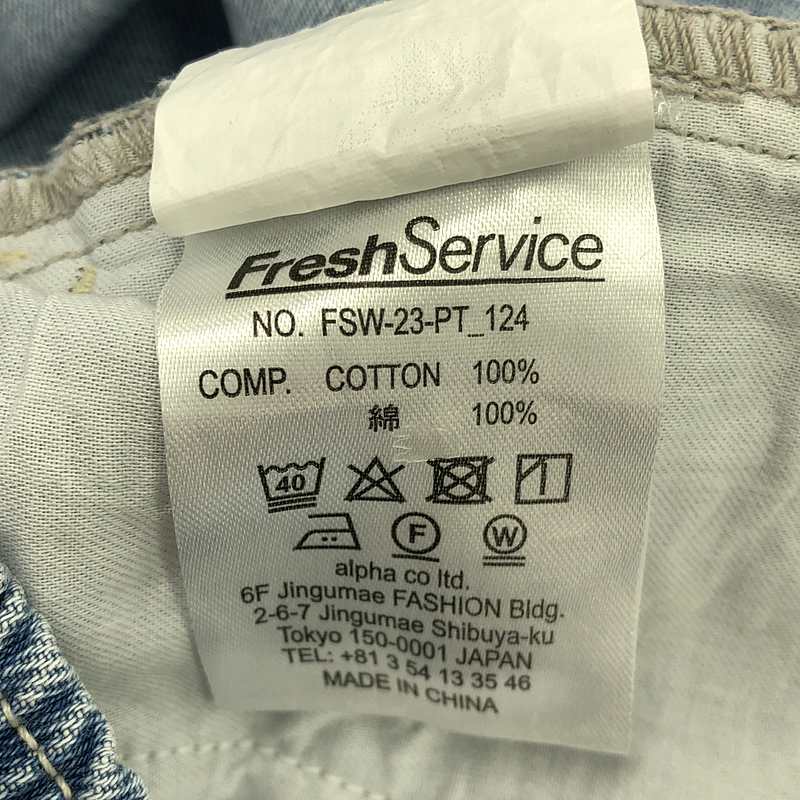 FreshService
NO. FSW-23-PT_124
COMP. COTTON 100%
綿 100%
40
F W
alpha co ltd.
6F Jingumae FASHION Bldg.
2-6-7 Jingumae Shibuya-ku
Tokyo 150-0001 JAPAN
TEL: +81 3 54 13 35 46
MADE IN CHINA